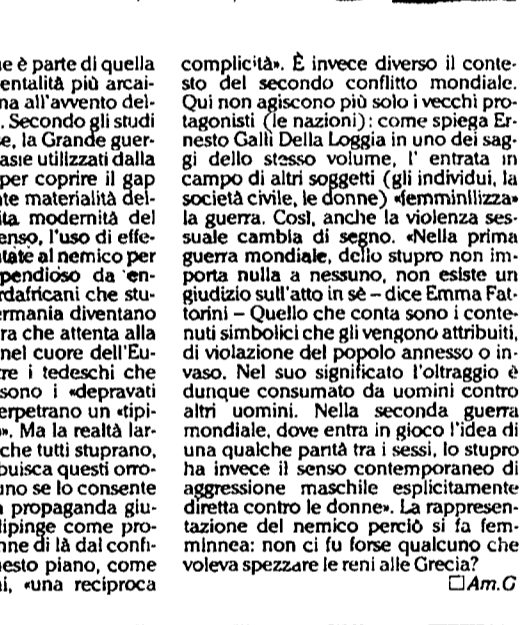 ne è parte di quella
entalità più arcai-
na all'avvento del-
. Secondo gli studi
e, la Grande guer-
asie utilizzati dalla
per coprire il gap
te materialità del-
ita modernità del
enso, l'uso di effe-
tate al nemico per
pendioso da en-
rdafricani che stu-
ermania diventano
ra che attenta alla
nel cuore dell'Eu-
re i tedeschi che
sono i «depravati
erpetrano un «tipi-
». Ma la realtà lar-
che tutti stuprano,
buisca questi orro-
uno se lo consente
a propaganda giu-
dipinge come pro-
nne di là dai confi-
esto piano, come
i, «una reciproca
complicità». È invece diverso il conte-
sto del secondo conflitto mondiale.
Qui non agiscono più solo i vecchi pro-
tagonisti (le nazioni): come spiega Er-
nesto Galli Della Loggia in uno dei sag-
gi dello stesso volume, l' entrata in
campo di altri soggetti (gli individui, la
società civile, le donne) «femminilizza»
la guerra. Così, anche la violenza ses-
suale cambia di segno. «Nella prima
guerra mondiale, dello stupro non im-
porta nulla a nessuno, non esiste un
giudizio sull'atto in sè – dice Emma Fat-
torini – Quello che conta sono i conte-
nuti simbolici che gli vengono attribuiti,
di violazione del popolo annesso o in-
vaso. Nel suo significato l'oltraggio è
dunque consumato da uomini contro
altri uomini. Nella seconda guerra
mondiale, dove entra in gioco l'idea di
una qualche parità tra i sessi, lo stupro
ha invece il senso contemporaneo di
aggressione maschile esplicitamente
diretta contro le donne». La rappresen-
tazione del nemico perciò si fa fem-
minnea: non ci fu forse qualcuno che
voleva spezzare le reni alle Grecia?
□Am.G